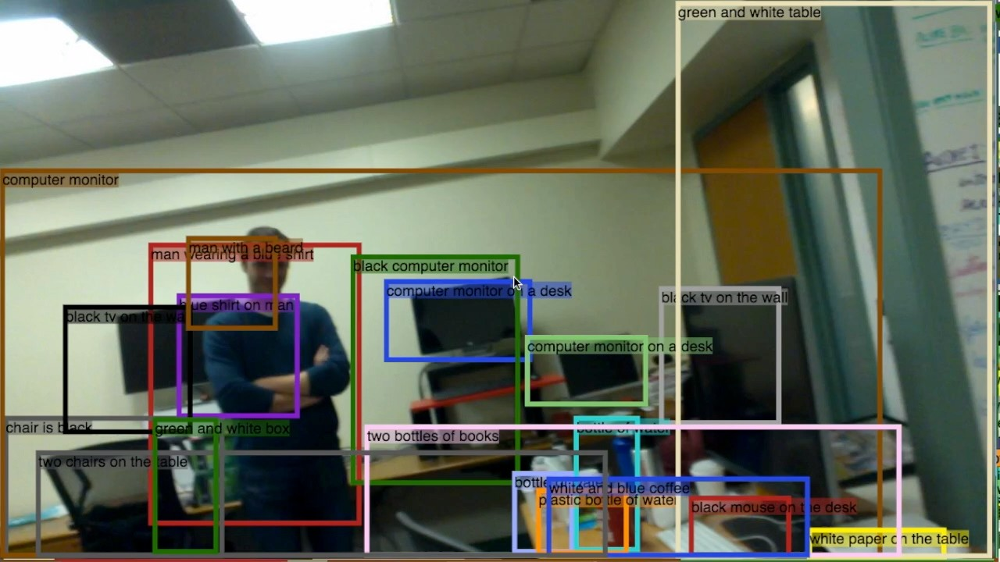 green and white table
computer monitor
man with a beard
man wearing a blue shirt
black computer monitor
computer monitor on a desk
black tv on the wall
blue shirt on man
black tv on the wa
computer monitor on a desk
chair is black
green and white box
bottle of water
two bottles of books
two chairs on the table
bottle of
white and blue coffee
plastic bottle of water
black mouse on the desk
white paper on the table